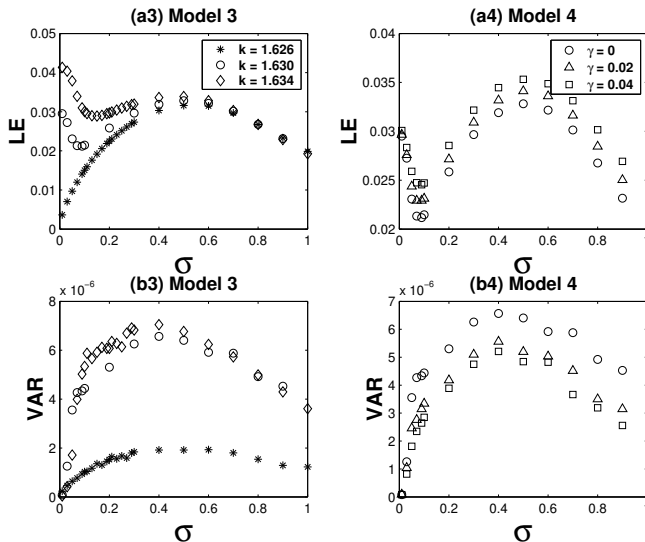 (a3) Model 3
0.05
0.04
0.03
0.02
0.01
0
LE
0 0.2 0.4 0.6 0.8 1
σ
k = 1.626
k = 1.630
k = 1.634
(a4) Model 4
0.04
0.035
0.03
0.025
0.02
LE
0 0.2 0.4 0.6 0.8 1
σ
γ = 0
γ = 0.02
γ = 0.04
(b3) Model 3
x 10⁻⁶
8
6
4
2
0
VAR
0 0.2 0.4 0.6 0.8 1
σ
(b4) Model 4
x 10⁻⁶
7
6
5
4
3
2
1
0
VAR
0 0.2 0.4 0.6 0.8 1
σ